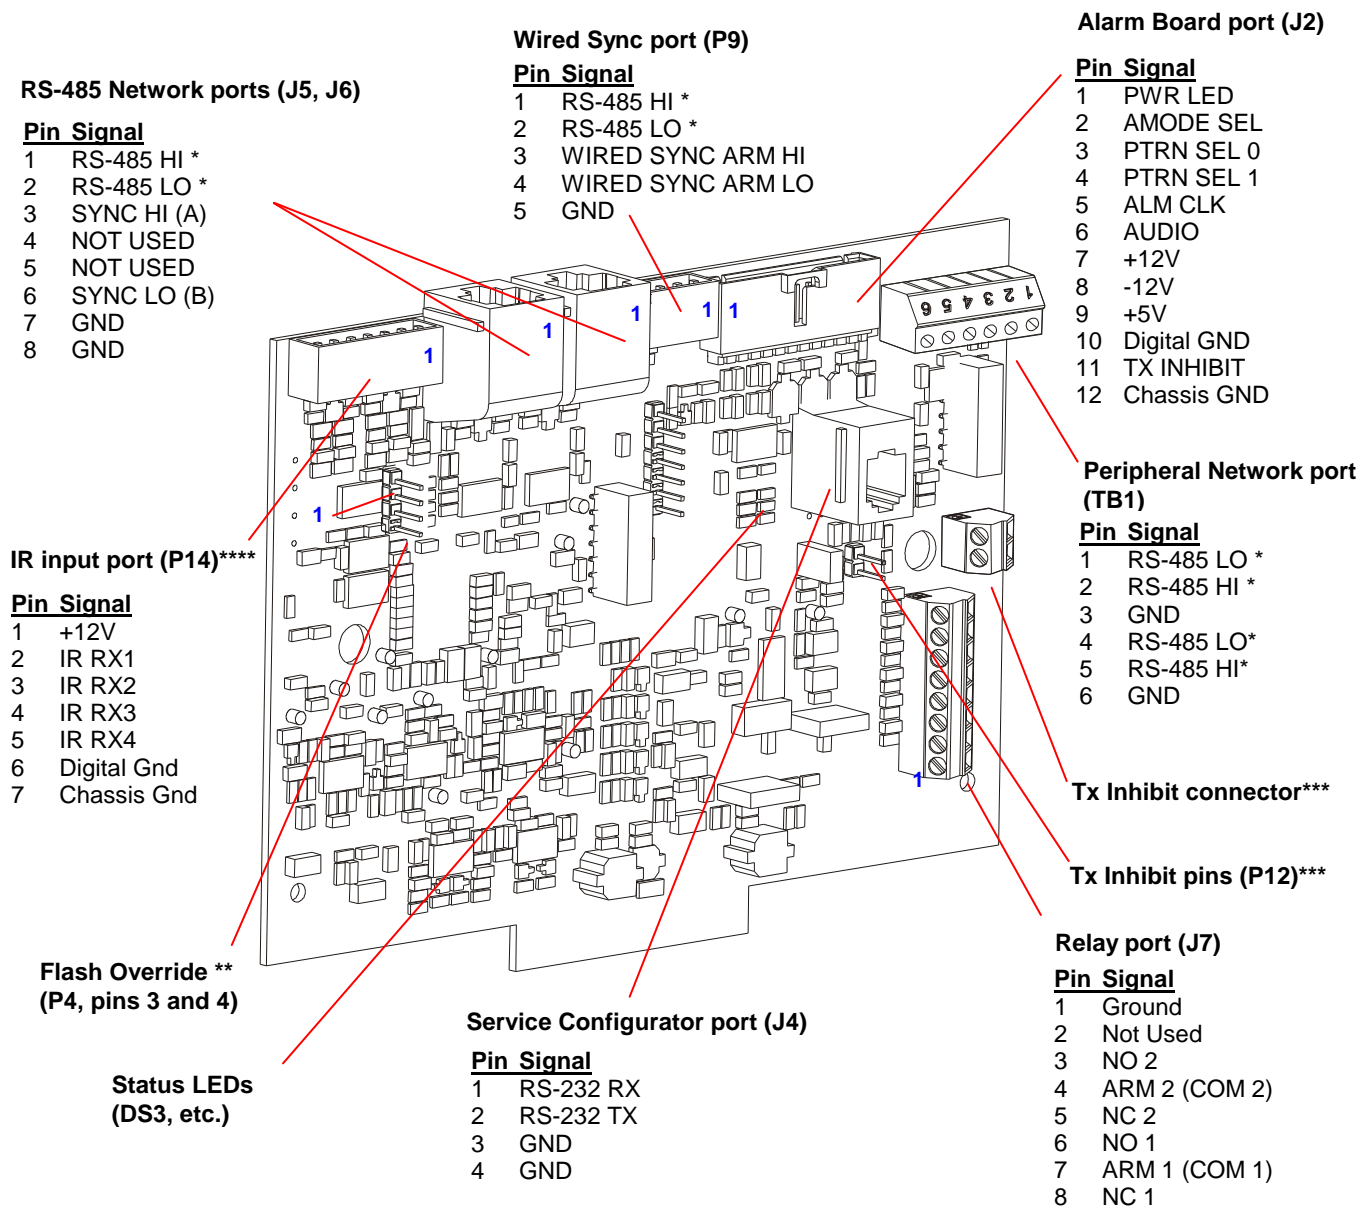 Wired Sync port (P9)
Pin Signal
1 RS-485 HI *
2 RS-485 LO *
3 WIRED SYNC ARM HI
4 WIRED SYNC ARM LO
5 GND
Alarm Board port (J2)
Pin Signal
1 PWR LED
2 AMODE SEL
3 PTRN SEL 0
4 PTRN SEL 1
5 ALM CLK
6 AUDIO
7 +12V
8 -12V
9 +5V
10 Digital GND
11 TX INHIBIT
12 Chassis GND
RS-485 Network ports (J5, J6)
Pin Signal
1 RS-485 HI *
2 RS-485 LO *
3 SYNC HI (A)
4 NOT USED
5 NOT USED
6 SYNC LO (B)
7 GND
8 GND
1
1
1
1
1
6 5 4 3 2 1
1
1
Peripheral Network port
(TB1)
Pin Signal
1 RS-485 LO *
2 RS-485 HI *
3 GND
4 RS-485 LO*
5 RS-485 HI*
6 GND
IR input port (P14)****
Pin Signal
1 +12V
2 IR RX1
3 IR RX2
4 IR RX3
5 IR RX4
6 Digital Gnd
7 Chassis Gnd
Tx Inhibit connector***
Tx Inhibit pins (P12)***
Flash Override **
(P4, pins 3 and 4)
Status LEDs
(DS3, etc.)
Service Configurator port (J4)
Pin Signal
1 RS-232 RX
2 RS-232 TX
3 GND
4 GND
Relay port (J7)
Pin Signal
1 Ground
2 Not Used
3 NO 2
4 ARM 2 (COM 2)
5 NC 2
6 NO 1
7 ARM 1 (COM 1)
8 NC 1